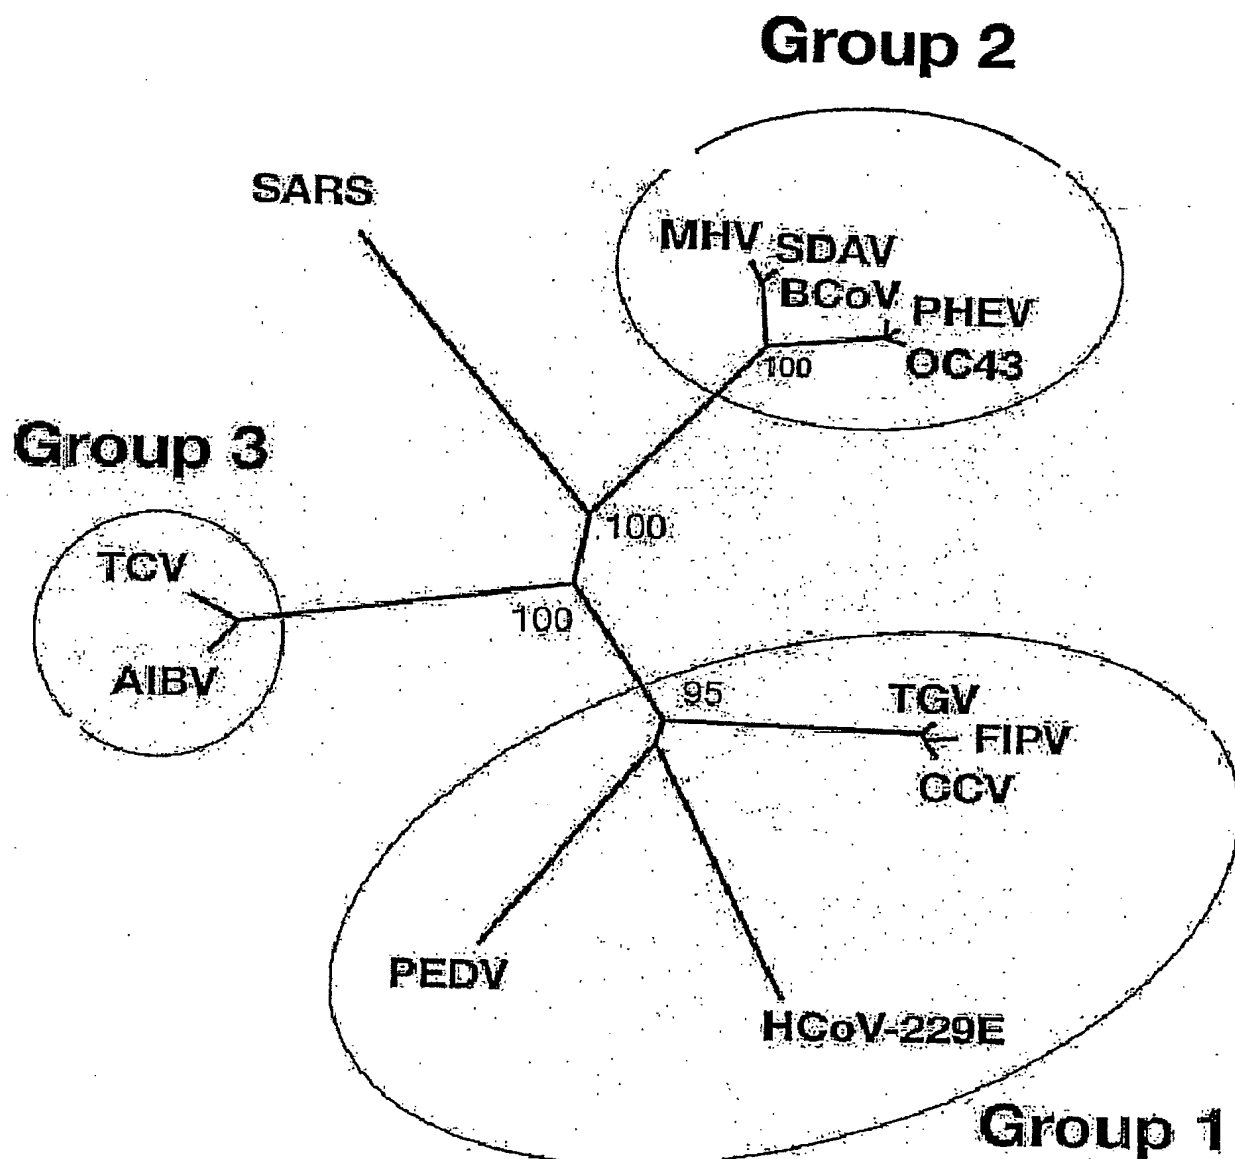 Group 2
SARS
MHV
SDAV
BCoV
PHEV
OC43
100
Group 3
100
TCV
100
AIBV
95
TGV
FIPV
CCV
PEDV
HCoV-229E
Group 1